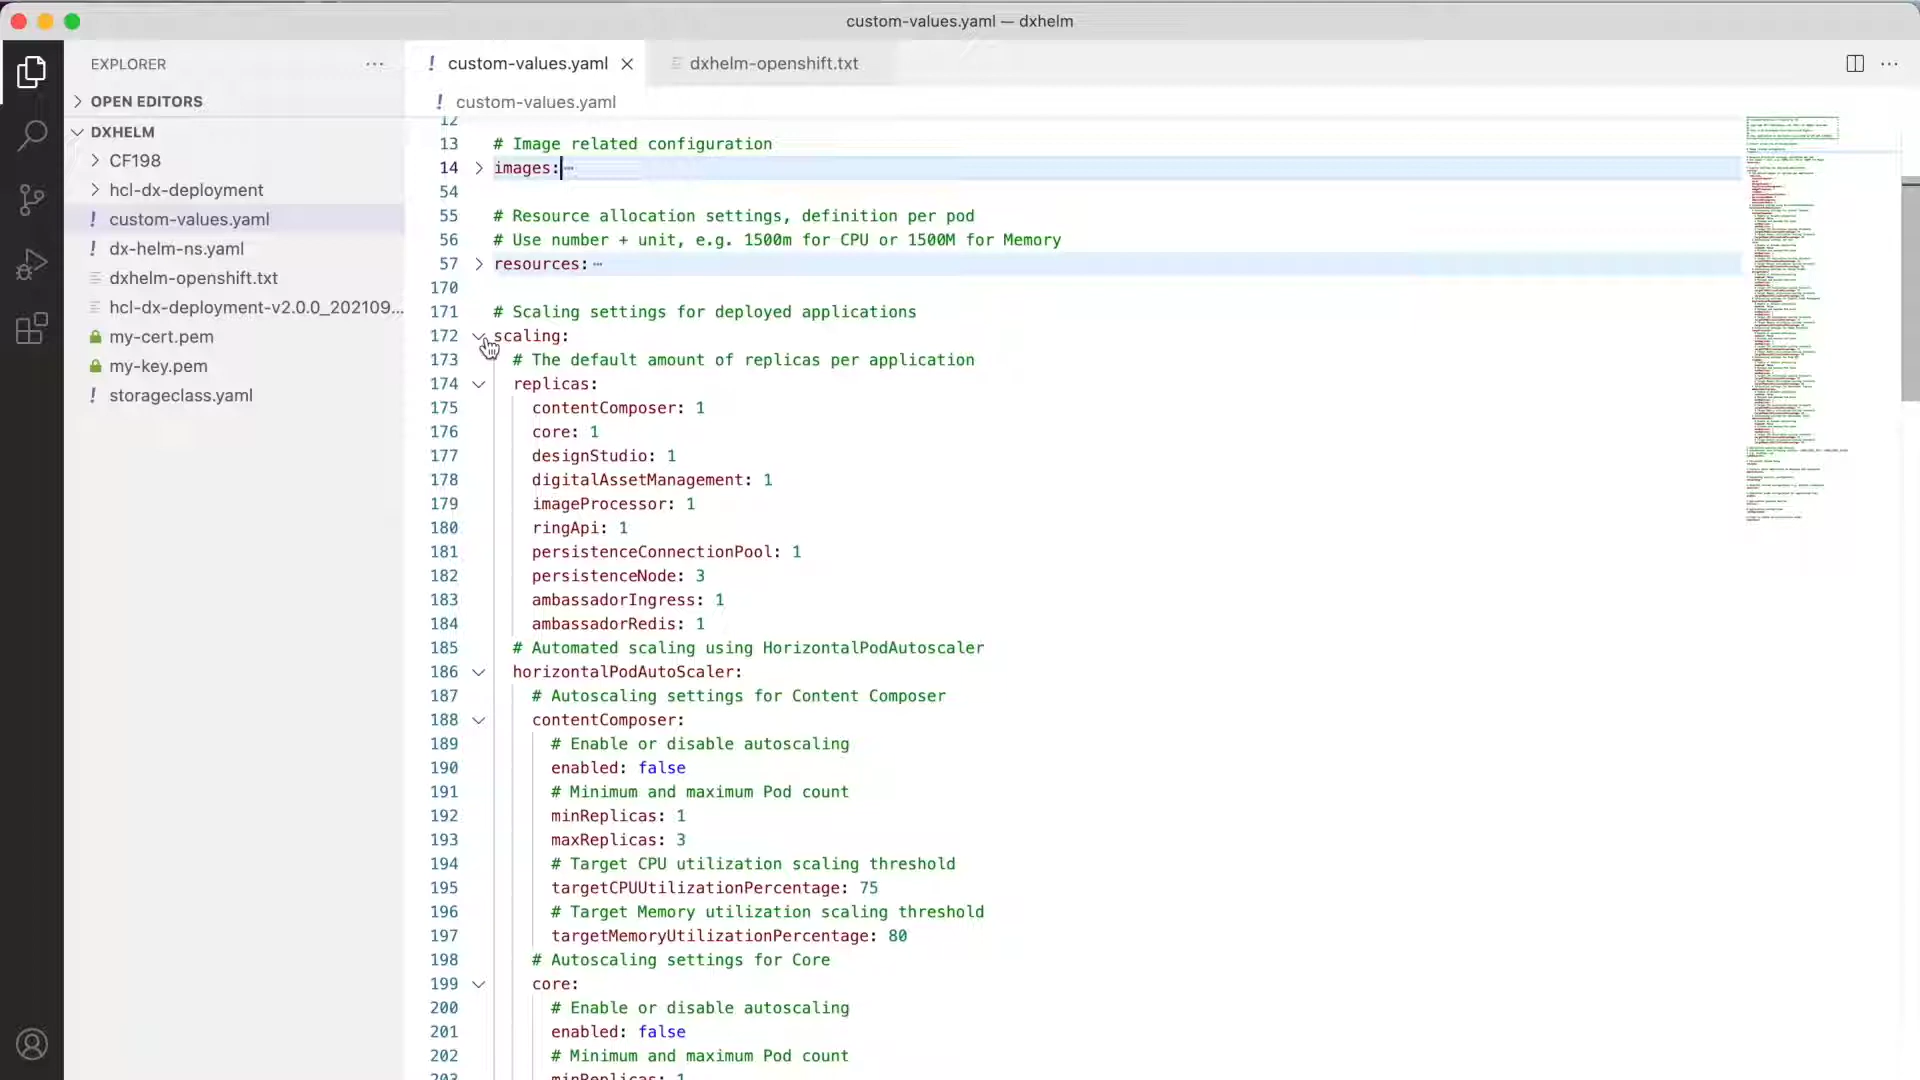 custom-values.yaml — dxhelm
EXPLORER
OPEN EDITORS
DXHELM
CF198
hcl-dx-deployment
! custom-values.yaml
! dx-helm-ns.yaml
dxhelm-openshift.txt
hcl-dx-deployment-v2.0.0_202109...
my-cert.pem
my-key.pem
! storageclass.yaml
! custom-values.yaml
dxhelm-openshift.txt
! custom-values.yaml
12
13 # Image related configuration
14 images:
54
55 # Resource allocation settings, definition per pod
56 # Use number + unit, e.g. 1500m for CPU or 1500M for Memory
57 resources:
170
171 # Scaling settings for deployed applications
172 scaling:
173 # The default amount of replicas per application
174 replicas:
175 contentComposer: 1
176 core: 1
177 designStudio: 1
178 digitalAssetManagement: 1
179 imageProcessor: 1
180 ringApi: 1
181 persistenceConnectionPool: 1
182 persistenceNode: 3
183 ambassadorIngress: 1
184 ambassadorRedis: 1
185 # Automated scaling using HorizontalPodAutoscaler
186 horizontalPodAutoScaler:
187 # Autoscaling settings for Content Composer
188 contentComposer:
189 # Enable or disable autoscaling
190 enabled: false
191 # Minimum and maximum Pod count
192 minReplicas: 1
193 maxReplicas: 3
194 # Target CPU utilization scaling threshold
195 targetCPUUtilizationPercentage: 75
196 # Target Memory utilization scaling threshold
197 targetMemoryUtilizationPercentage: 80
198 # Autoscaling settings for Core
199 core:
200 # Enable or disable autoscaling
201 enabled: false
202 # Minimum and maximum Pod count
203 minReplicas: 1